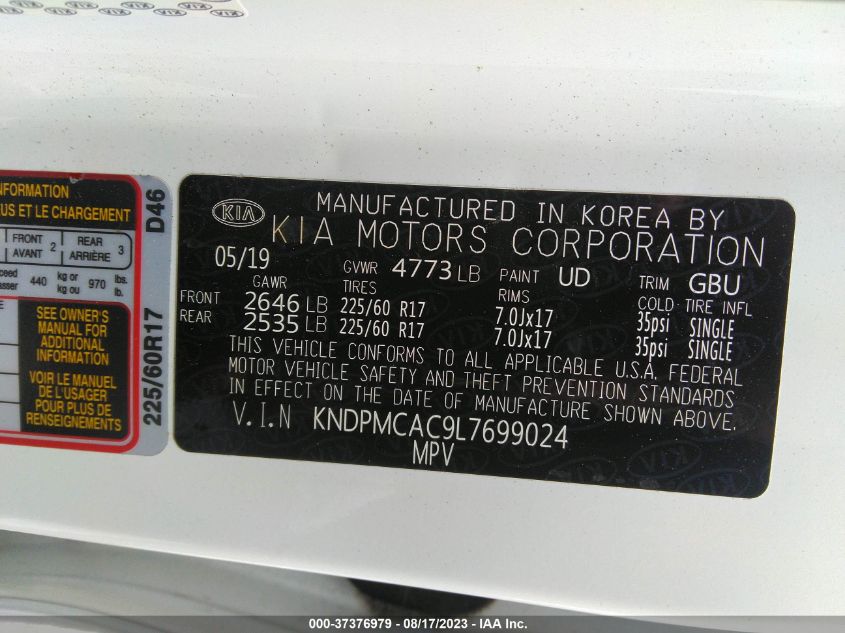 KIA KIA KIA KIA
NFORMATION
US ET LE CHARGEMENT
FRONT AVANT 2 REAR ARRIÈRE 3
440 kg or kg ou 970 lbs. lb.
SEE OWNER'S
MANUAL FOR
ADDITIONAL
INFORMATION
VOIR LE MANUEL
DE L'USAGER
POUR PLUS DE
RENSEIGNEMENTS
225/60R17 D46
KIA MANUFACTURED IN KOREA BY
KIA MOTORS CORPORATION
05/19 GVWR 4773 LB PAINT UD TRIM GBU
GAWR TIRES RIMS COLD TIRE INFL
FRONT 2646 LB 225/60 R17 7.0Jx17 35psi SINGLE
REAR 2535 LB 225/60 R17 7.0Jx17 35psi SINGLE
THIS VEHICLE CONFORMS TO ALL APPLICABLE U.S.A. FEDERAL
MOTOR VEHICLE SAFETY AND THEFT PREVENTION STANDARDS
IN EFFECT ON THE DATE OF MANUFACTURE SHOWN ABOVE.
V.I.N KNDPMCAC9L7699024
MPV
000-37376979 - 08/17/2023 - IAA Inc.